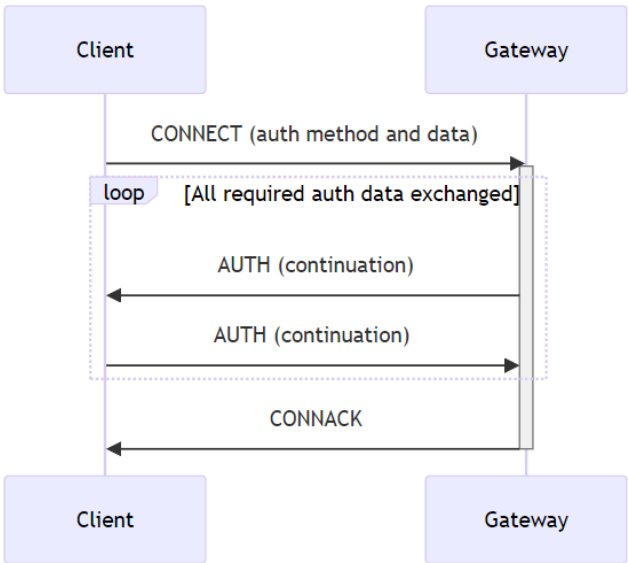 Client
Gateway
CONNECT (auth method and data)
loop
[All required auth data exchanged]
AUTH (continuation)
AUTH (continuation)
CONNACK
Client
Gateway